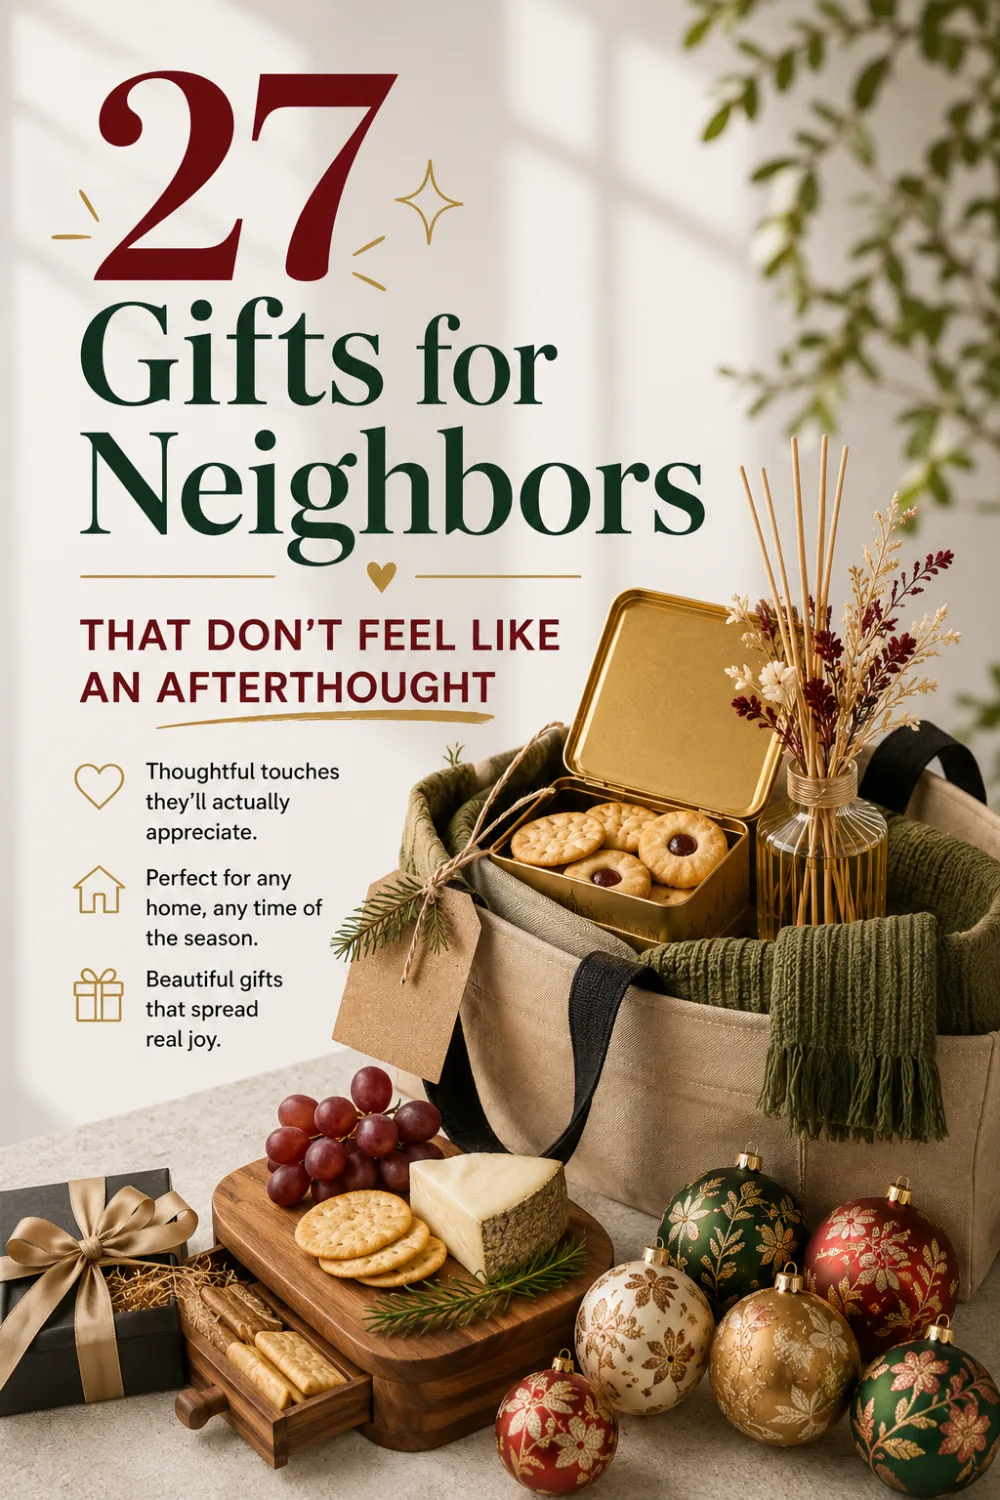 27
Gifts for
Neighbors
THAT DON'T FEEL LIKE
AN AFTERTHOUGHT
Thoughtful touches
they'll actually
appreciate.
Perfect for any
home, any time of
the season.
Beautiful gifts
that spread
real joy.